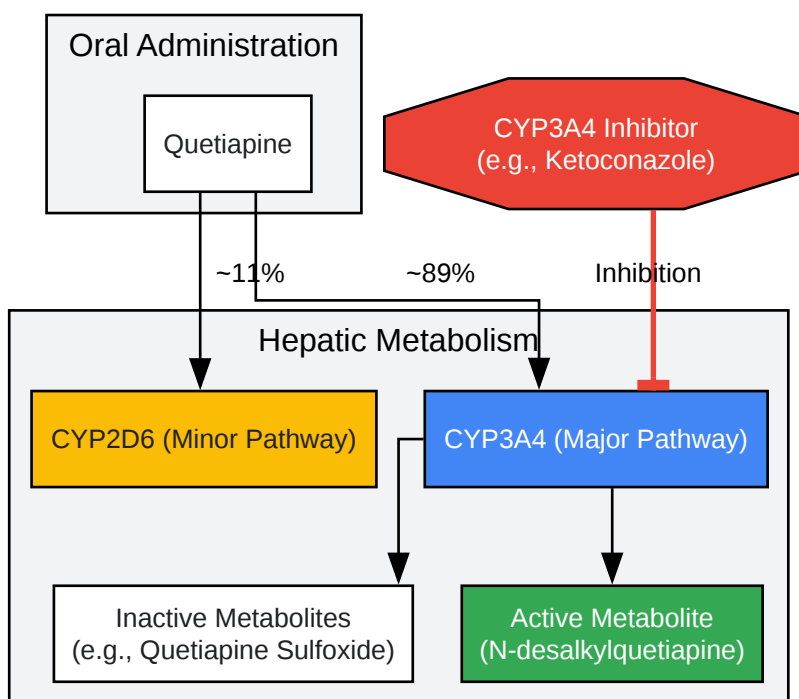 Oral Administration
Quetiapine
CYP3A4 Inhibitor
(e.g., Ketoconazole)
~11%
~89%
Inhibition
Hepatic Metabolism
CYP2D6 (Minor Pathway)
CYP3A4 (Major Pathway)
Inactive Metabolites
(e.g., Quetiapine Sulfoxide)
Active Metabolite
(N-desalkylquetiapine)